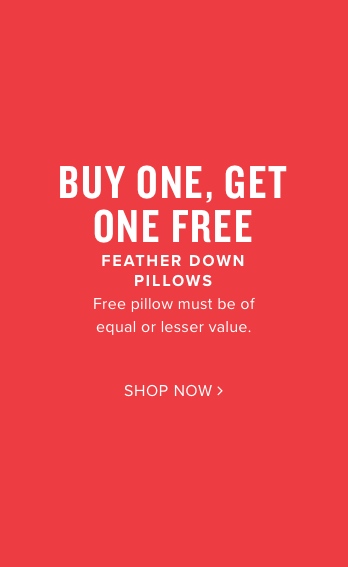 BUY ONE, GET
ONE FREE
FEATHER DOWN
PILLOWS
Free pillow must be of
equal or lesser value.
SHOP NOW >